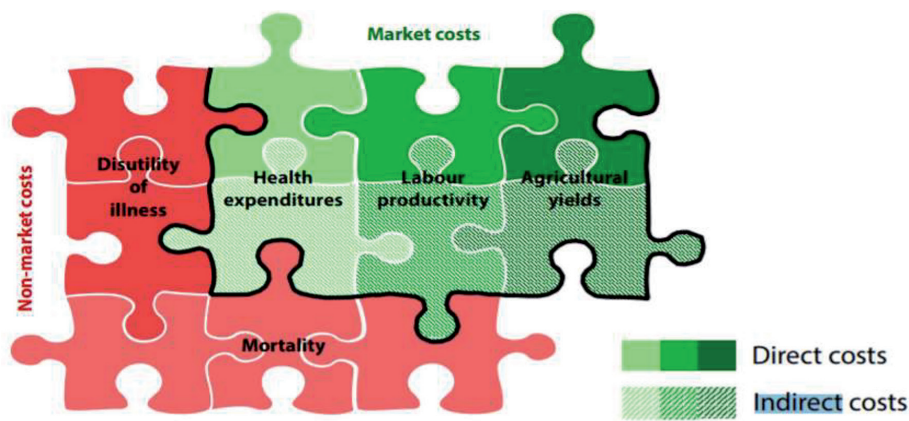 Market costs
Non-market costs
Disutility
of
illness
Health
expenditures
Labour
productivity
Agricultural
yields
Mortality
Direct costs
Indirect costs